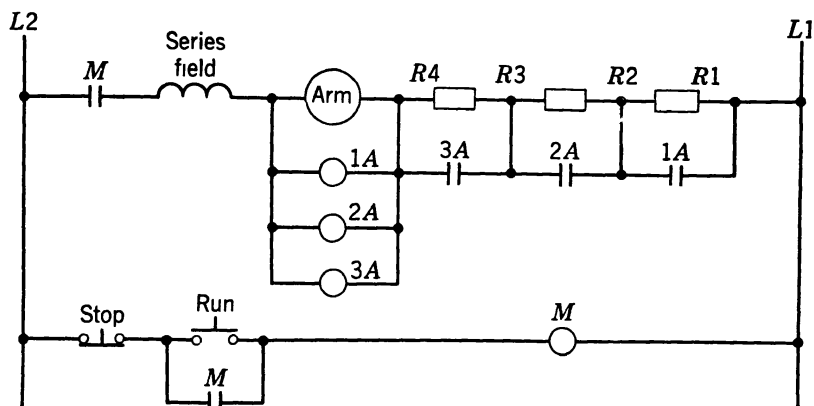 L2
L1
Series
field
M
Arm
R4
R3
R2
R1
1A
3A
2A
1A
2A
3A
Stop
Run
M
M